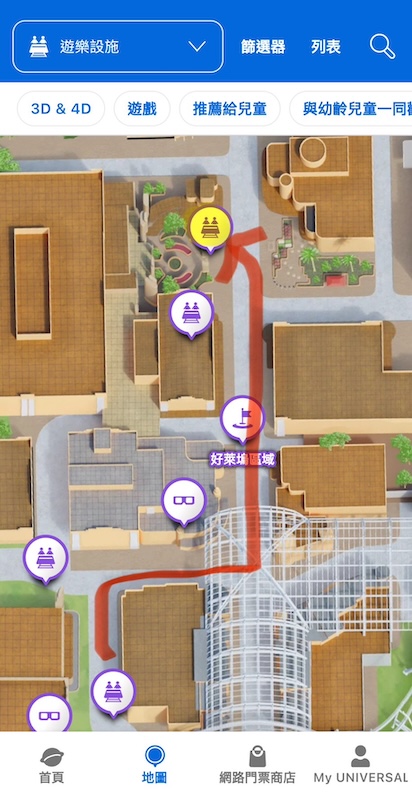 遊樂設施
篩選器
列表
3D & 4D
遊戲
推薦給兒童
與幼齡兒童一同
好萊塢區域
首頁
地圖
網路門票商店
My UNIVERSAL